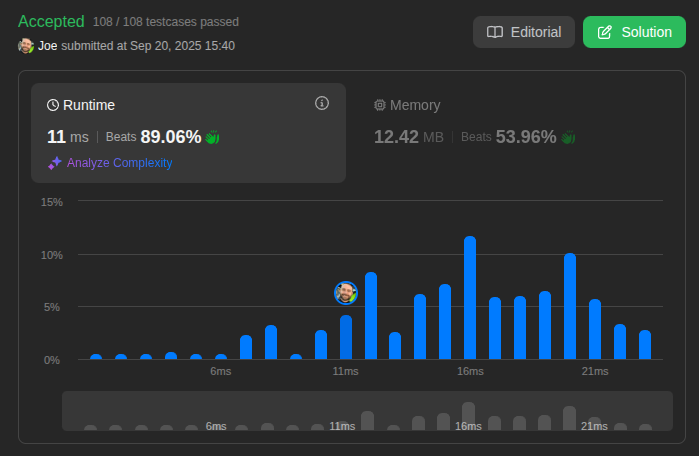 Accepted 108 / 108 testcases passed
Joe submitted at Sep 20, 2025 15:40
Editorial
Solution
Runtime
11 ms | Beats 89.06%
Analyze Complexity
Memory
12.42 MB | Beats 53.96%
15%
10%
5%
0%
6ms 11ms 16ms 21ms
6ms 11ms 16ms 21ms